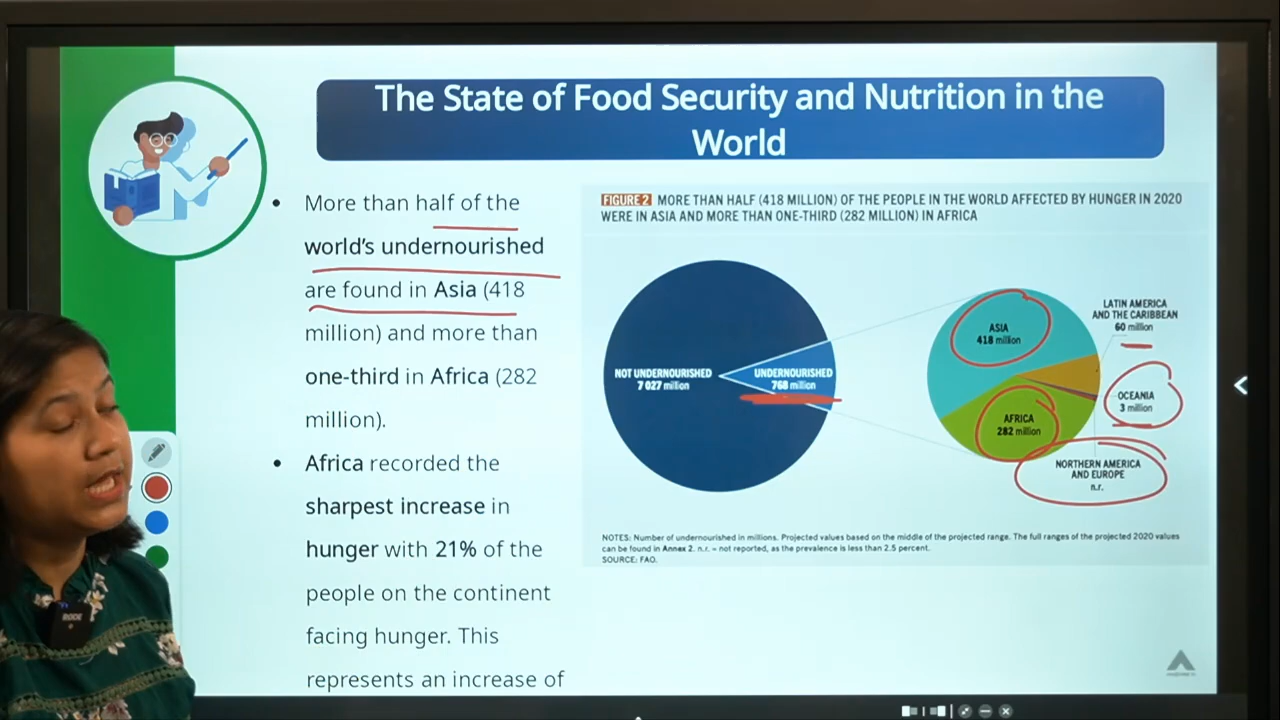 The State of Food Security and Nutrition in the
World
• More than half of the
world's undernourished
are found in Asia (418
million) and more than
one-third in Africa (282
million).
• Africa recorded the
sharpest increase in
hunger with 21% of the
people on the continent
facing hunger. This
represents an increase of
FIGURE 2 MORE THAN HALF (418 MILLION) OF THE PEOPLE IN THE WORLD AFFECTED BY HUNGER IN 2020
WERE IN ASIA AND MORE THAN ONE-THIRD (282 MILLION) IN AFRICA
NOT UNDERNOURISHED
7 027 million
UNDERNOURISHED
768 million
ASIA
418 million
AFRICA
282 million
LATIN AMERICA
AND THE CARIBBEAN
60 million
OCEANIA
3 million
NORTHERN AMERICA
AND EUROPE
n.r.
NOTES: Number of undernourished in millions. Projected values based on the middle of the projected range. The full ranges of the projected 2020 values
can be found in Annex 2. n.r. = not reported, as the prevalence is less than 2.5 percent.
SOURCE: FAO.
RODE